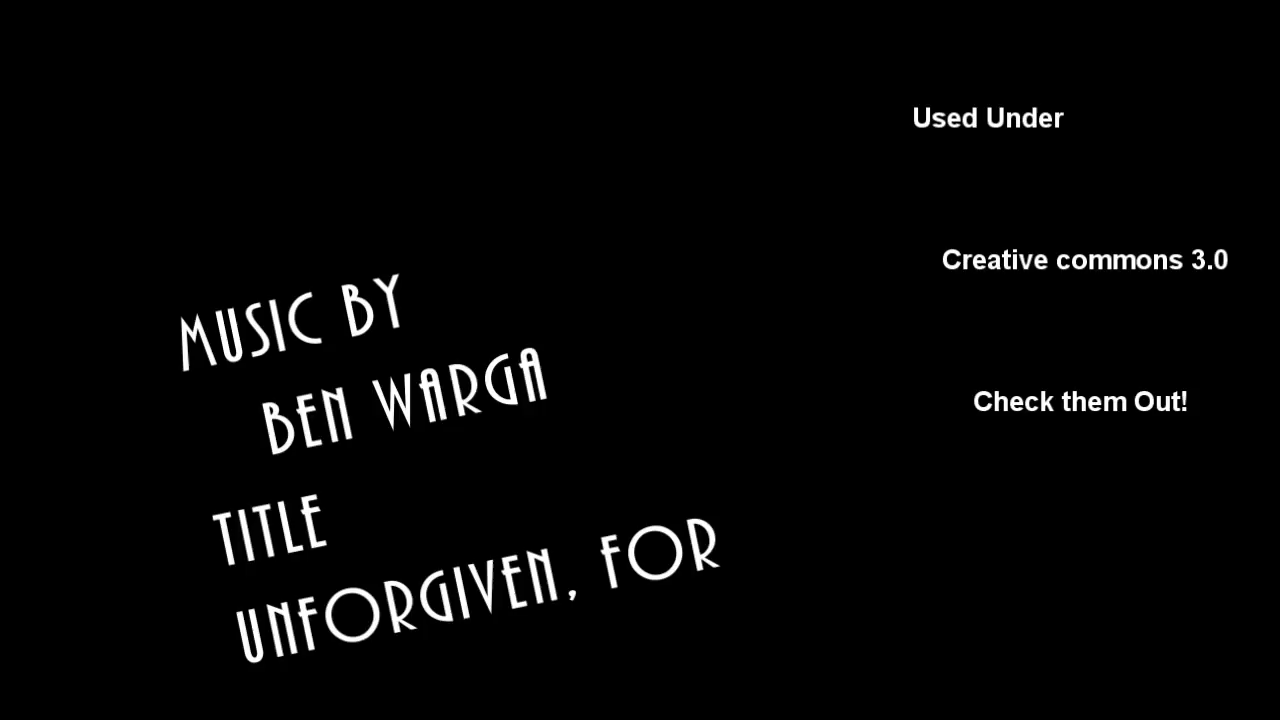 MUSIC BY
BEN WARGA
TITLE
UNFORGIVEN, FOR
Used Under
Creative commons 3.0
Check them Out!